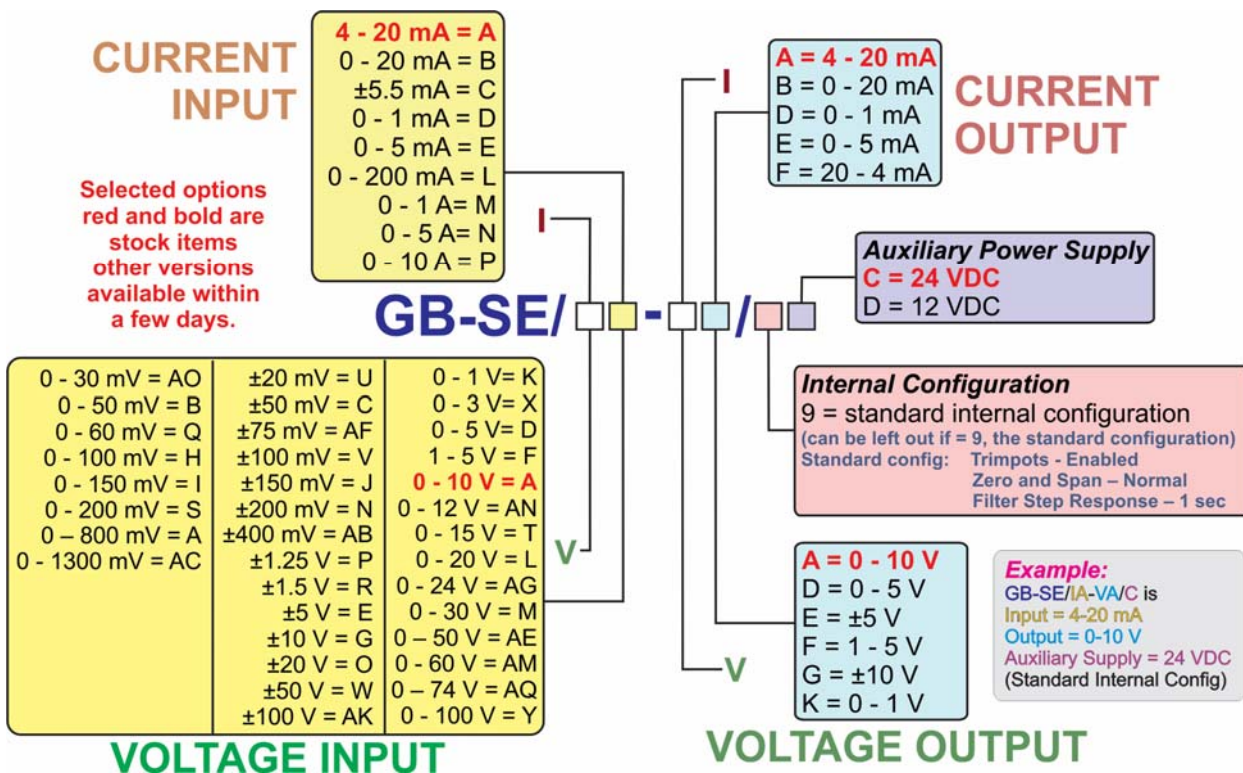 CURRENT
INPUT
4 - 20 mA = A
0 - 20 mA = B
±5.5 mA = C
0 - 1 mA = D
0 - 5 mA = E
0 - 200 mA = L
0 - 1 A= M
0 - 5 A= N
0 - 10 A = P
I
A = 4 - 20 mA
B = 0 - 20 mA
D = 0 - 1 mA
E = 0 - 5 mA
F = 20 - 4 mA
CURRENT
OUTPUT
Selected options
red and bold are
stock items
other versions
available within
a few days.
I
Auxiliary Power Supply
C = 24 VDC
D = 12 VDC
GB-SE/ - /
Internal Configuration
9 = standard internal configuration
(can be left out if = 9, the standard configuration)
Standard config: Trimpots - Enabled
Zero and Span – Normal
Filter Step Response – 1 sec
0 - 30 mV = AO
0 - 50 mV = B
0 - 60 mV = Q
0 - 100 mV = H
0 - 150 mV = I
0 - 200 mV = S
0 – 800 mV = A
0 - 1300 mV = AC
±20 mV = U
±50 mV = C
±75 mV = AF
±100 mV = V
±150 mV = J
±200 mV = N
±400 mV = AB
±1.25 V = P
±1.5 V = R
±5 V = E
±10 V = G
±20 V = O
±50 V = W
±100 V = AK
0 - 1 V= K
0 - 3 V= X
0 - 5 V= D
1 - 5 V= F
0 - 10 V = A
0 - 12 V = AN
0 - 15 V = T
0 - 20 V = L
0 - 24 V = AG
0 - 30 V = M
0 – 50 V = AE
0 - 60 V = AM
0 – 74 V = AQ
0 - 100 V = Y
V
VOLTAGE INPUT
V
A = 0 - 10 V
D = 0 - 5 V
E = ±5 V
F = 1 - 5 V
G = ±10 V
K = 0 - 1 V
VOLTAGE OUTPUT
Example:
GB-SE/IA-VA/C is
Input = 4-20 mA
Output = 0-10 V
Auxiliary Supply = 24 VDC
(Standard Internal Config)